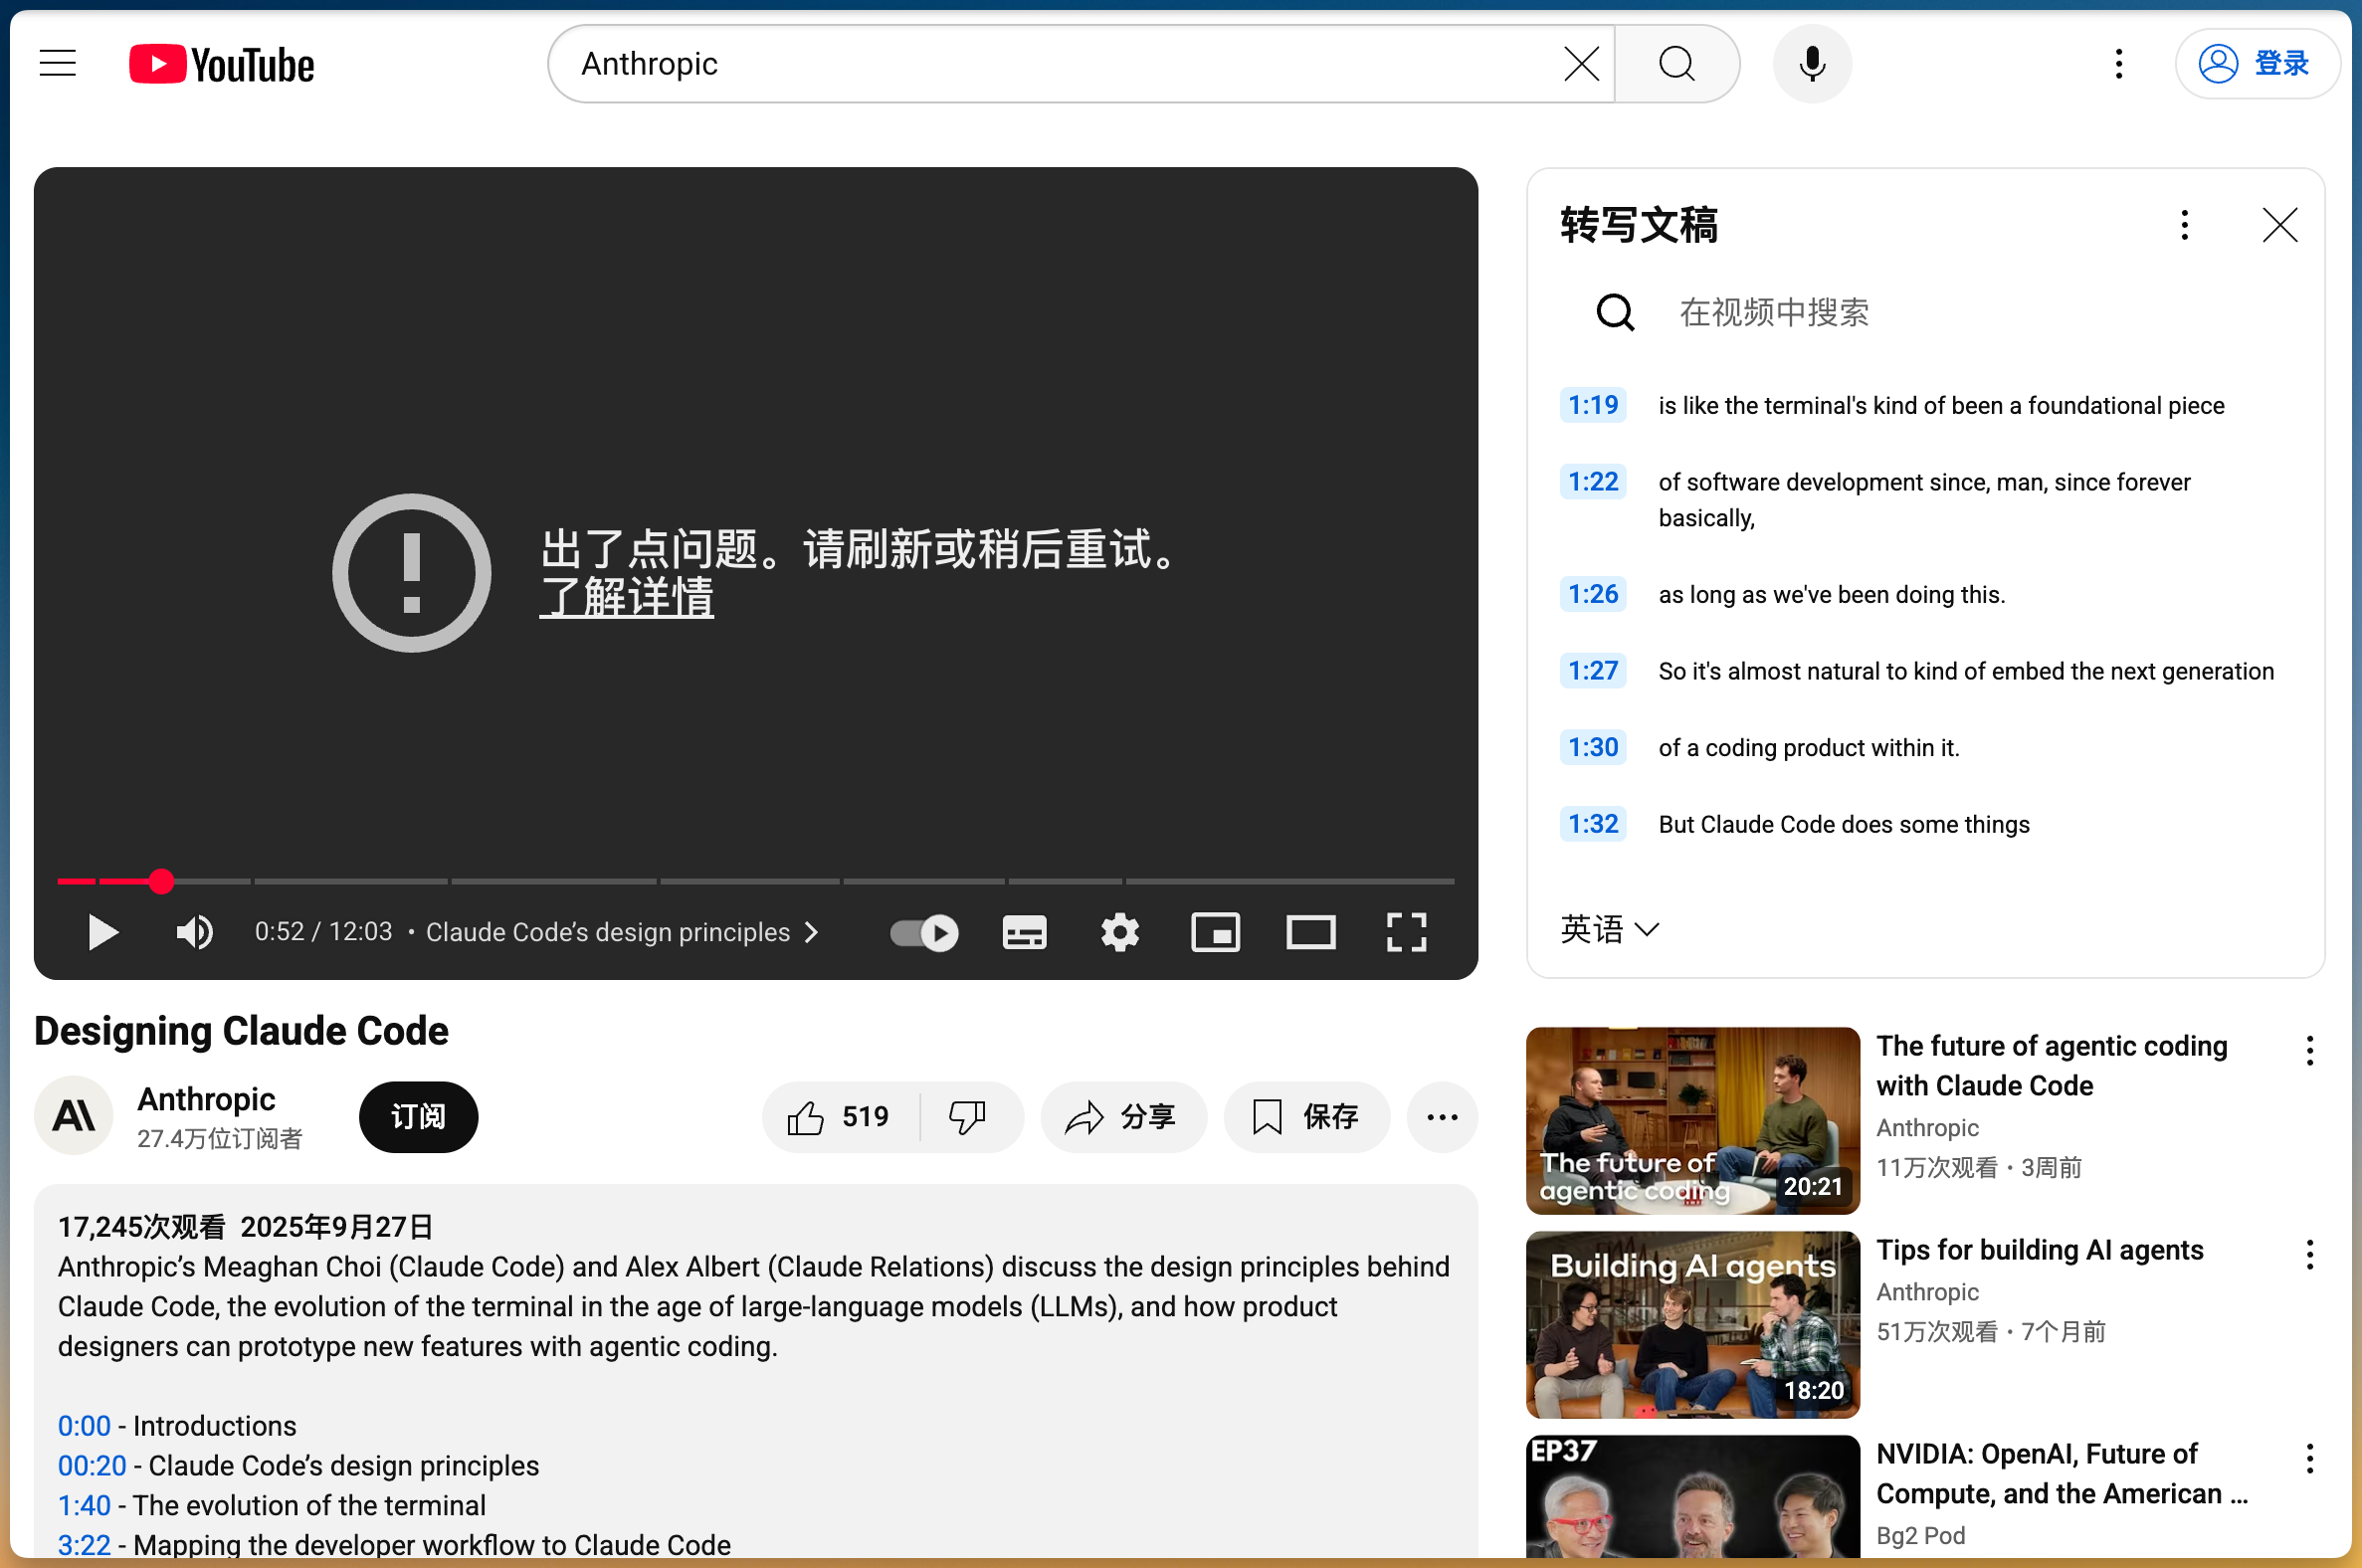 YouTube
Anthropic
登录
出了点问题。请刷新或稍后重试。
了解详情
0:52 / 12:03 • Claude Code’s design principles
转写文稿
在视频中搜索
1:19 is like the terminal's kind of been a foundational piece
1:22 of software development since, man, since forever
basically,
1:26 as long as we've been doing this.
1:27 So it's almost natural to kind of embed the next generation
1:30 of a coding product within it.
1:32 But Claude Code does some things
英语
Designing Claude Code
Anthropic
27.4万位订阅者
订阅
519
分享
保存
17,245次观看 2025年9月27日
Anthropic’s Meaghan Choi (Claude Code) and Alex Albert (Claude Relations) discuss the design principles behind
Claude Code, the evolution of the terminal in the age of large-language models (LLMs), and how product
designers can prototype new features with agentic coding.
0:00 - Introductions
00:20 - Claude Code’s design principles
1:40 - The evolution of the terminal
3:22 - Mapping the developer workflow to Claude Code
The future of
agentic coding
20:21
The future of agentic coding
with Claude Code
Anthropic
11万次观看 • 3周前
Building AI agents
18:20
Tips for building AI agents
Anthropic
51万次观看 • 7个月前
EP37
NVIDIA: OpenAI, Future of
Compute, and the American ...
Bg2 Pod